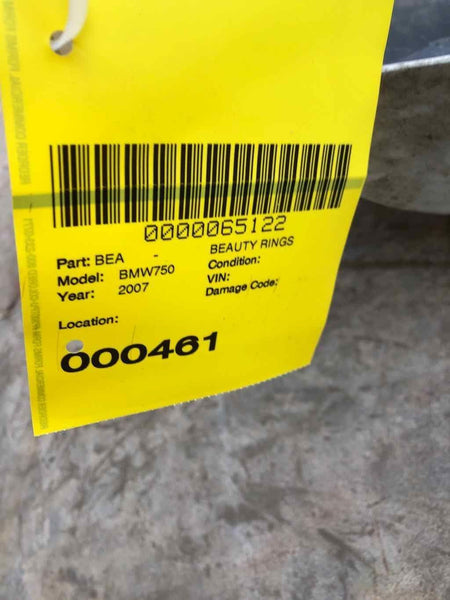 0000065122
Part: BEA - BEAUTY RINGS
Model: BMW750 Condition:
Year: 2007 VIN:
Damage Code:
Location:
000461